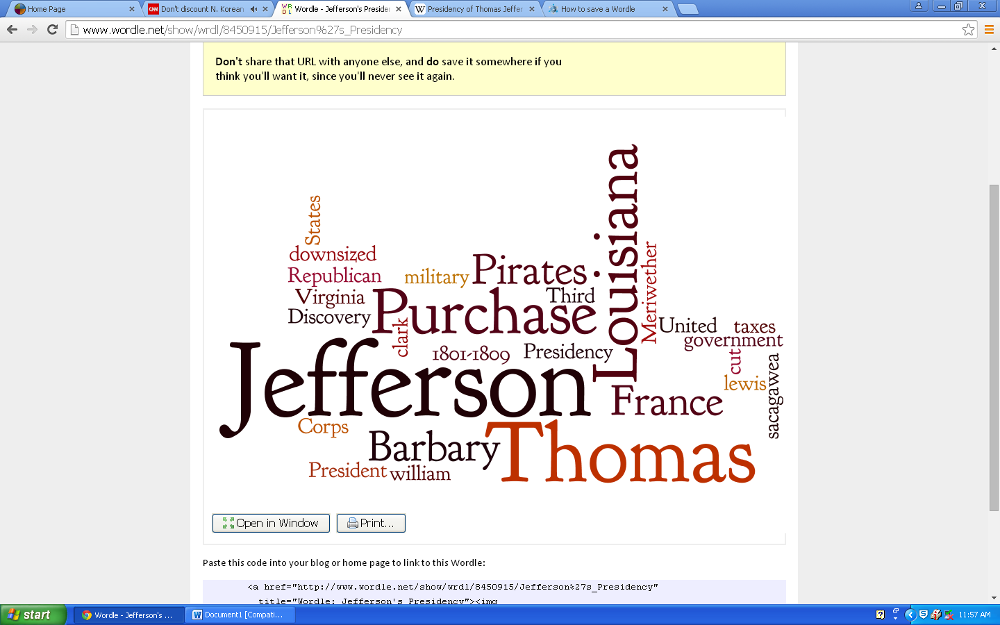 Home Page
Don't discount N. Korean
Wordle - Jefferson's Presiden
Presidency of Thomas Jeffer
How to save a Wordle
www.wordle.net/show/wrdl/8450915/Jefferson%27s_Presidency
Don't share that URL with anyone else, and do save it somewhere if you
think you'll want it, since you'll never see it again.
States
downsized
Republican
Virginia
Discovery
military
Pirates
Purchase
Third
Louisiana
Meriwether
clark
1801-1809
Presidency
United
taxes
government
cut
lewis
sacagawea
Jefferson
France
Corps
Barbary
Thomas
President
william
Open in Window
Print...
Paste this code into your blog or home page to link to this Wordle:
<a href="http://www.wordle.net/show/wrdl/8450915/Jefferson%27s_Presidency"
title="Wordle: Jefferson's Presidency"><img
start
Wordle - Jefferson's ...
Document1 [Compati...
11:57 AM